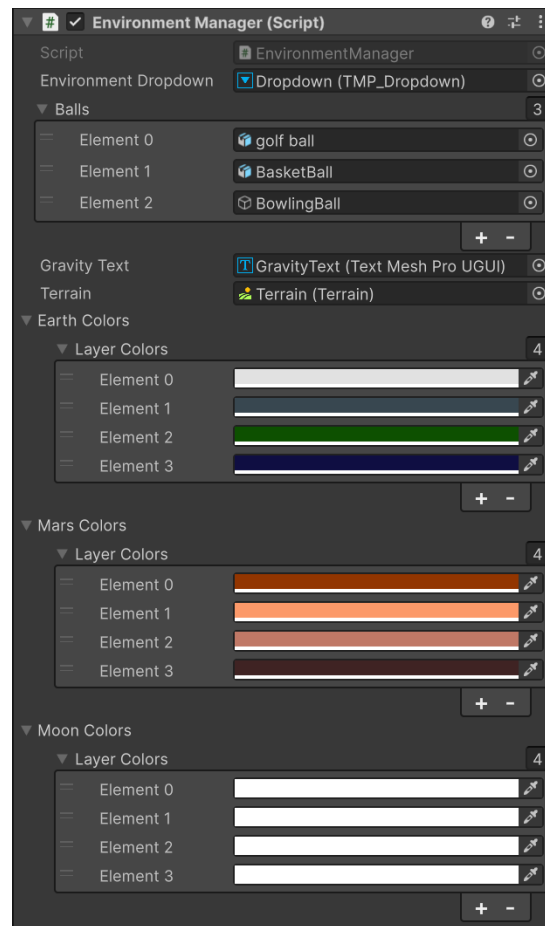 Environment Manager (Script)
Script EnvironmentManager
Environment Dropdown Dropdown (TMP_Dropdown)
Balls 3
Element 0 golf ball
Element 1 BasketBall
Element 2 BowlingBall
+ -
Gravity Text GravityText (Text Mesh Pro UGUI)
Terrain Terrain (Terrain)
Earth Colors
Layer Colors 4
Element 0
Element 1
Element 2
Element 3
+ -
Mars Colors
Layer Colors 4
Element 0
Element 1
Element 2
Element 3
+ -
Moon Colors
Layer Colors 4
Element 0
Element 1
Element 2
Element 3
+ -